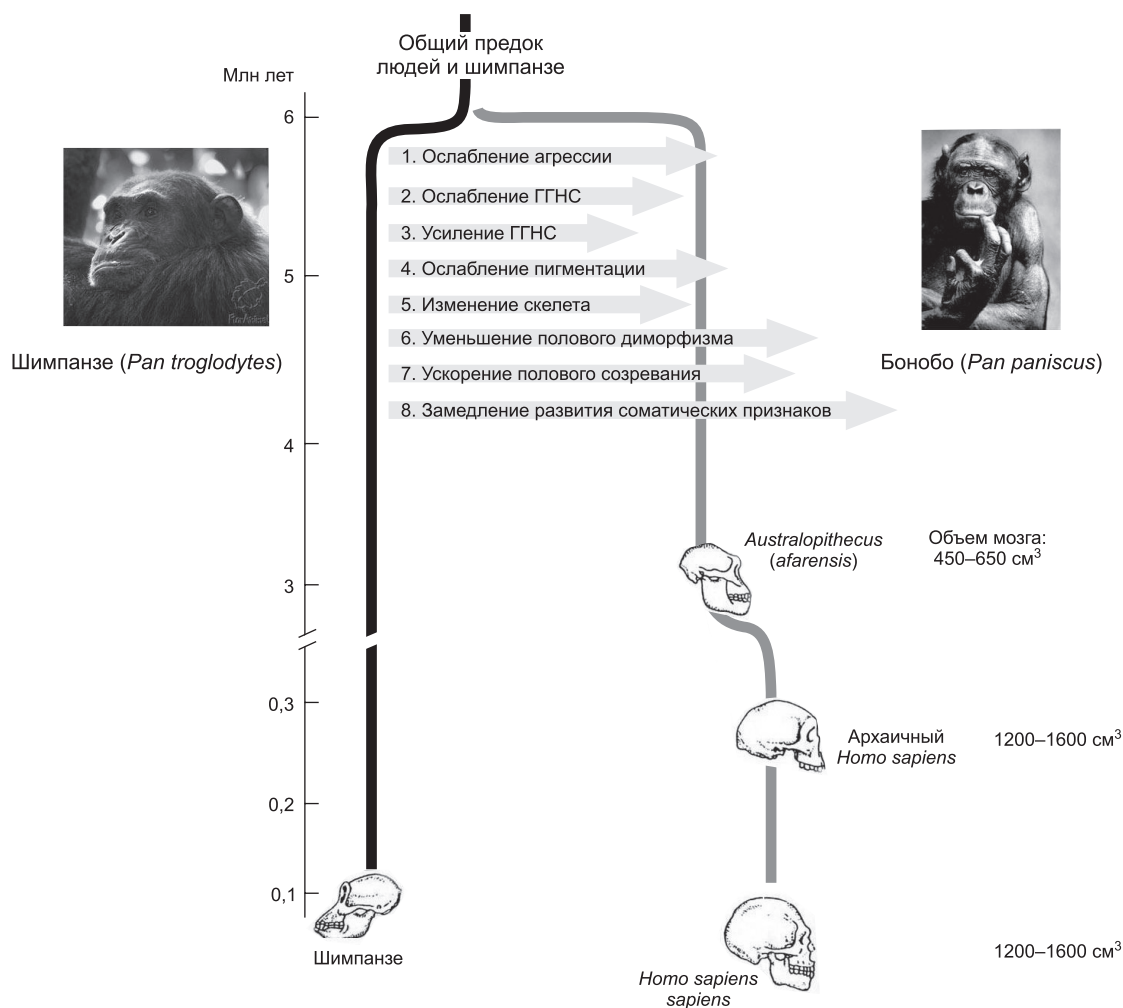 Общий предок
людей и шимпанзе
Млн лет
6
1. Ослабление агрессии
2. Ослабление ГГНС
3. Усиление ГГНС
4. Ослабление пигментации
5
5. Изменение скелета
6. Уменьшение полового диморфизма
7. Ускорение полового созревания
8. Замедление развития соматических признаков
Шимпанзе (Pan troglodytes)
Бонобо (Pan paniscus)
4
Australopithecus
(afarensis)
Объем мозга:
450–650 см³
3
0,3
Архаичный
Homo sapiens
1200–1600 см³
0,2
0,1
Шимпанзе
Homo sapiens
sapiens
1200–1600 см³